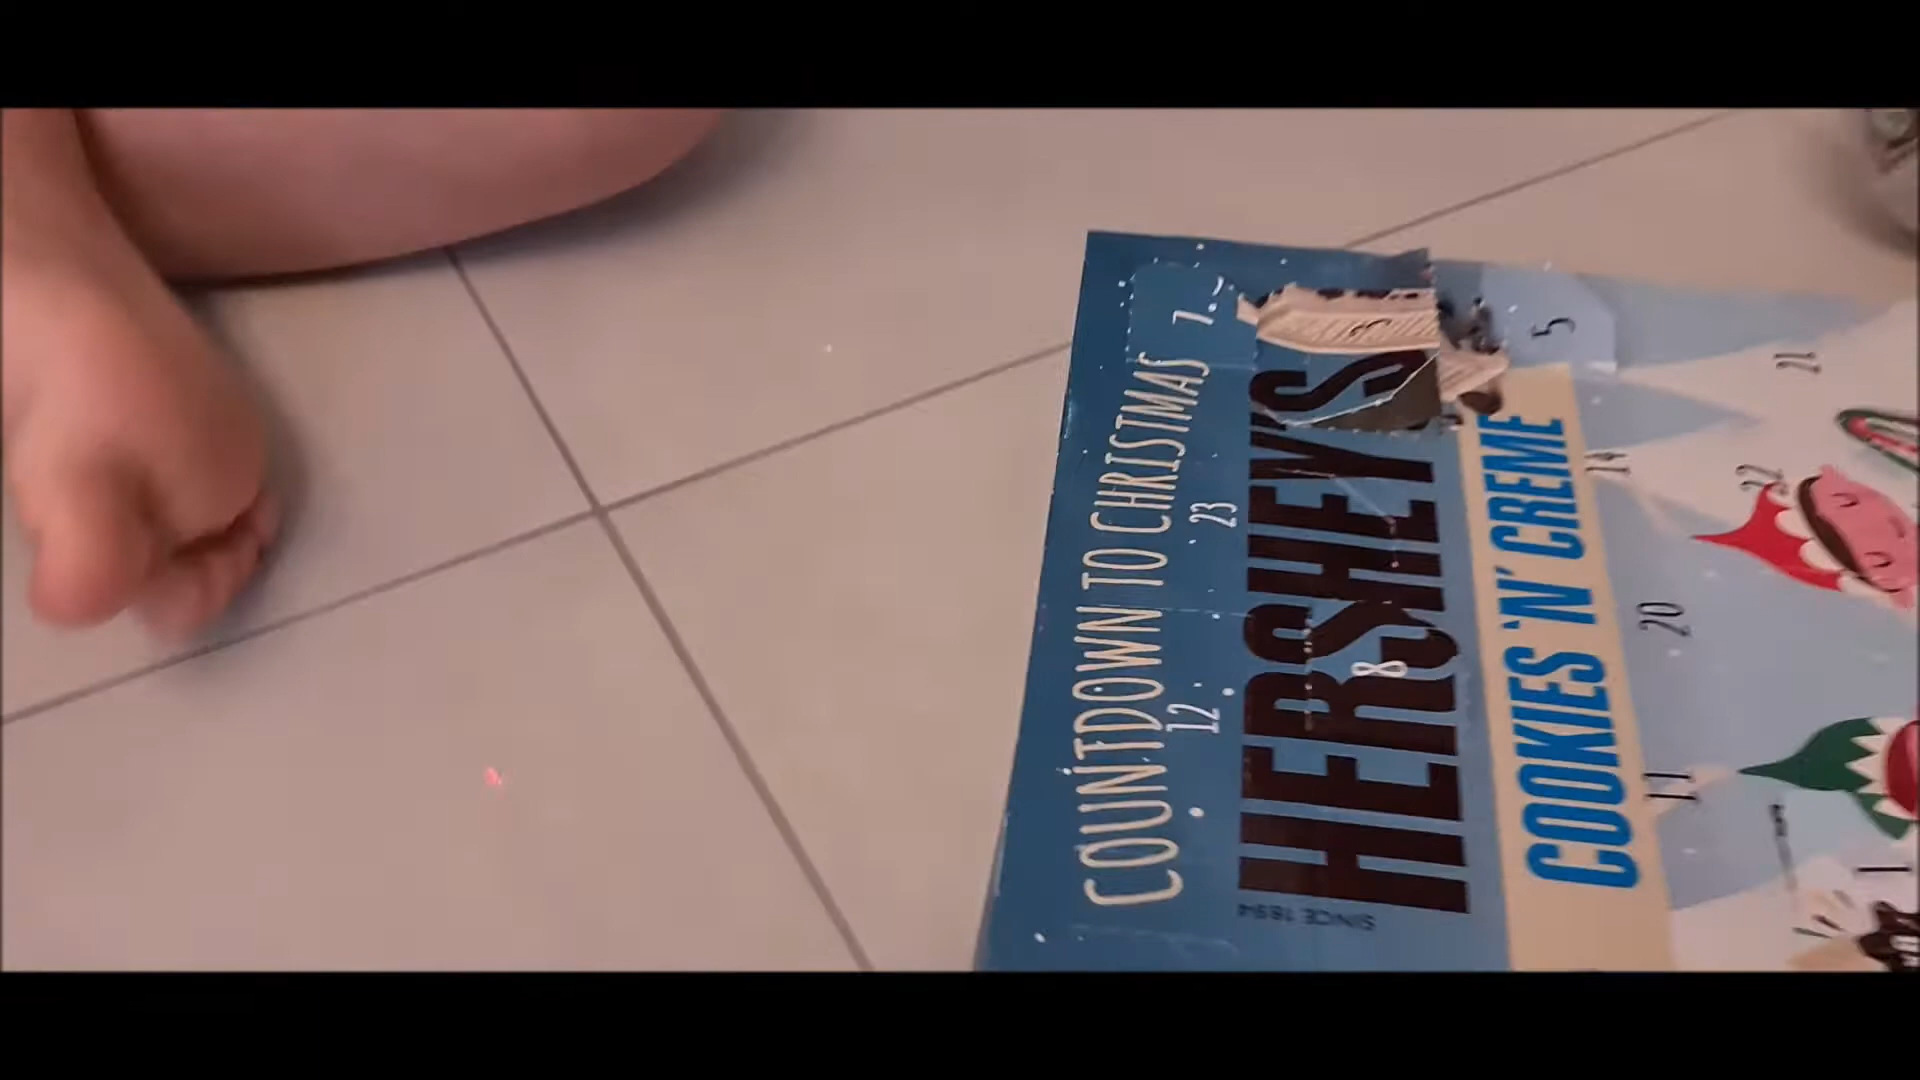 COUNTDOWN TO CHRISTMAS
7
12
23
HERSHEY'S
8
SINCE 1894
COOKIES 'N' CREME
5
14
20
11
21
22
1